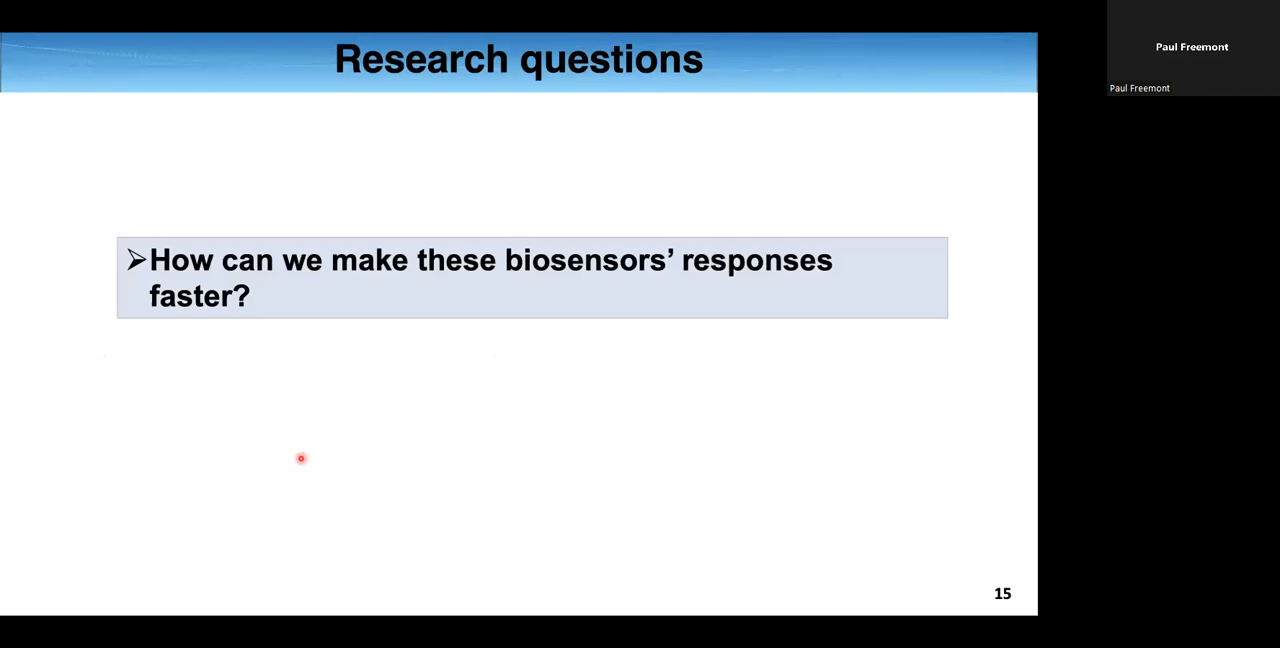 Research questions
Paul Freemont
Paul Freemont
➢How can we make these biosensors’ responses
faster?
15